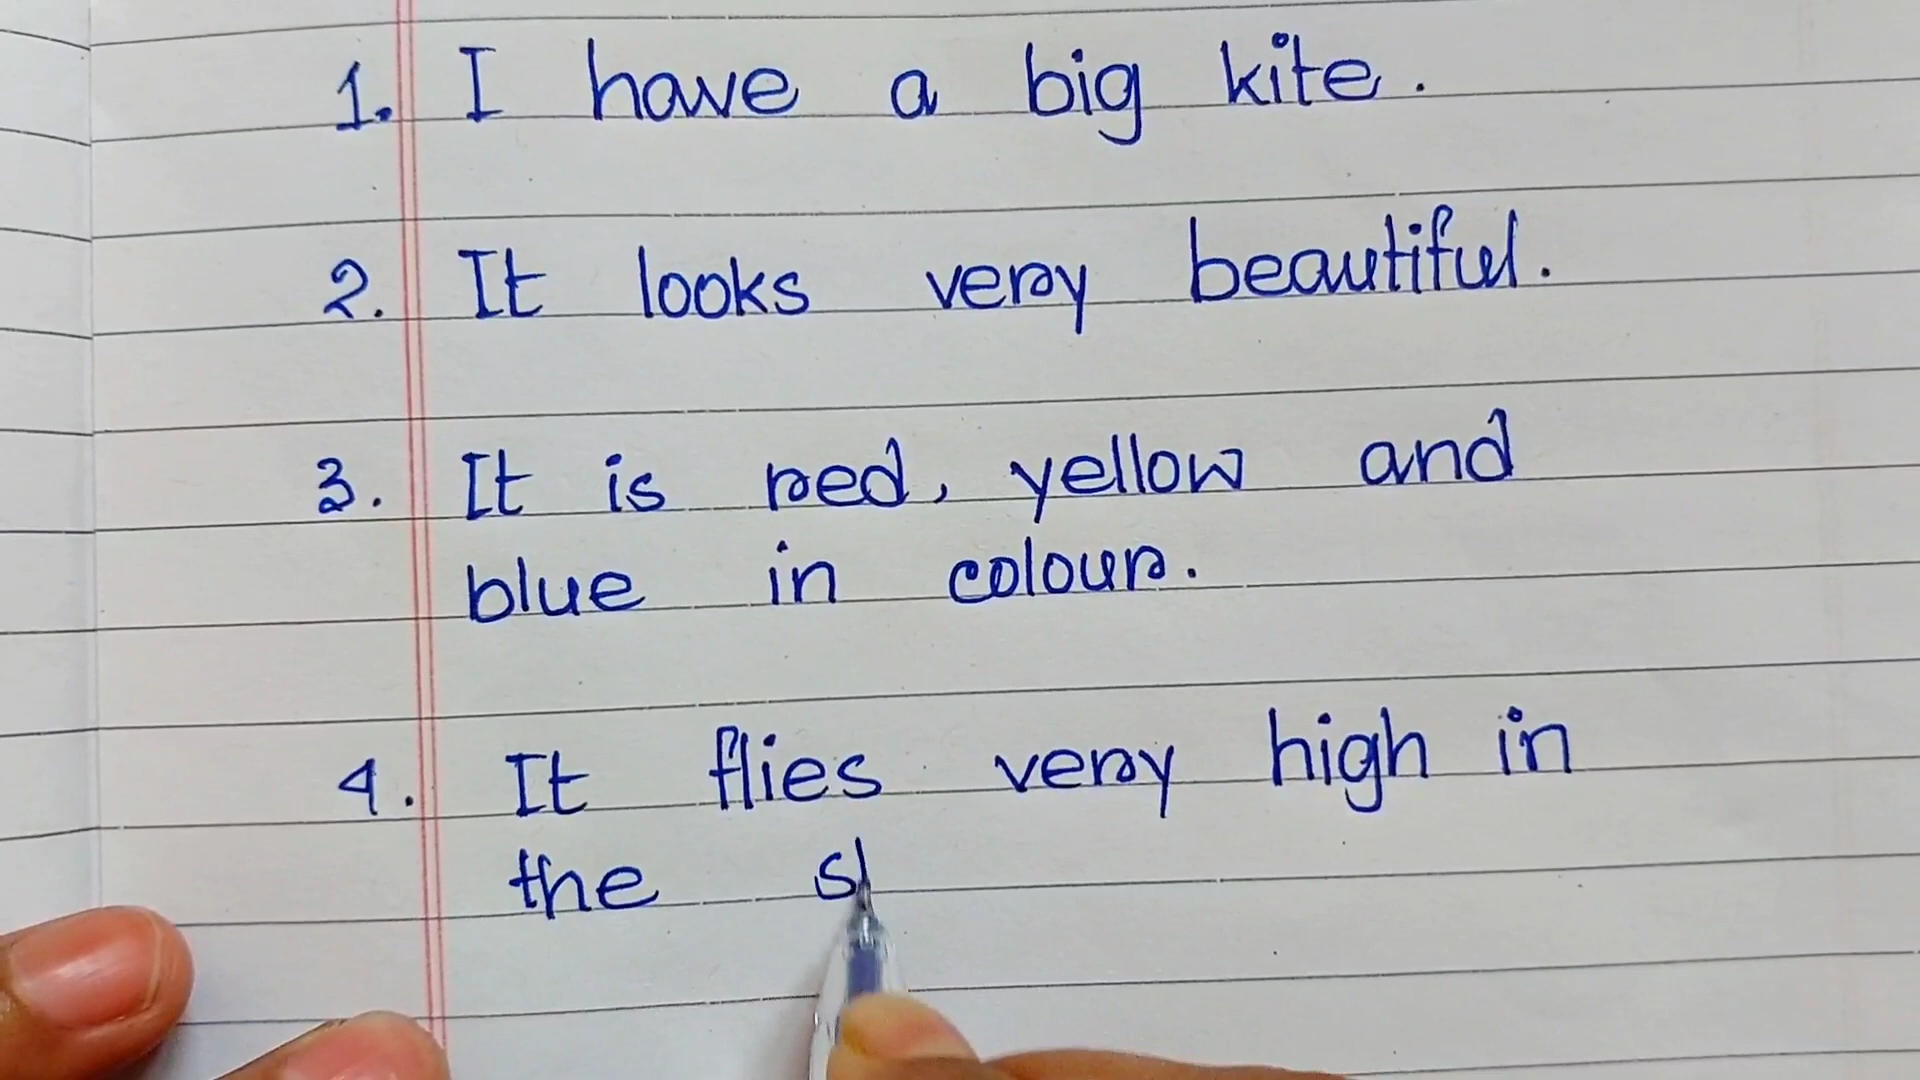 1. I have a big kite.
2. It looks very beautiful.
3. It is red, yellow and
blue in colour.
4. It flies very high in
the